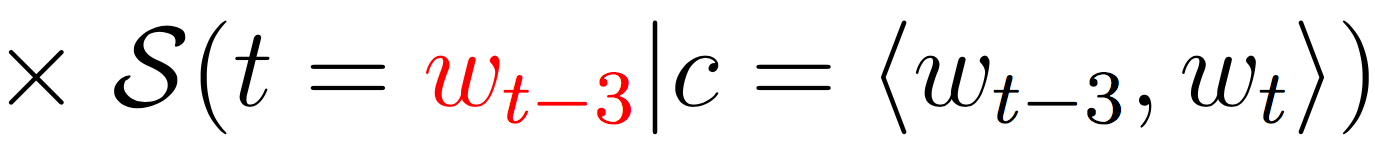 × 𝒮(t = w_{t−3}|c = ⟨w_{t−3}, w_t⟩)